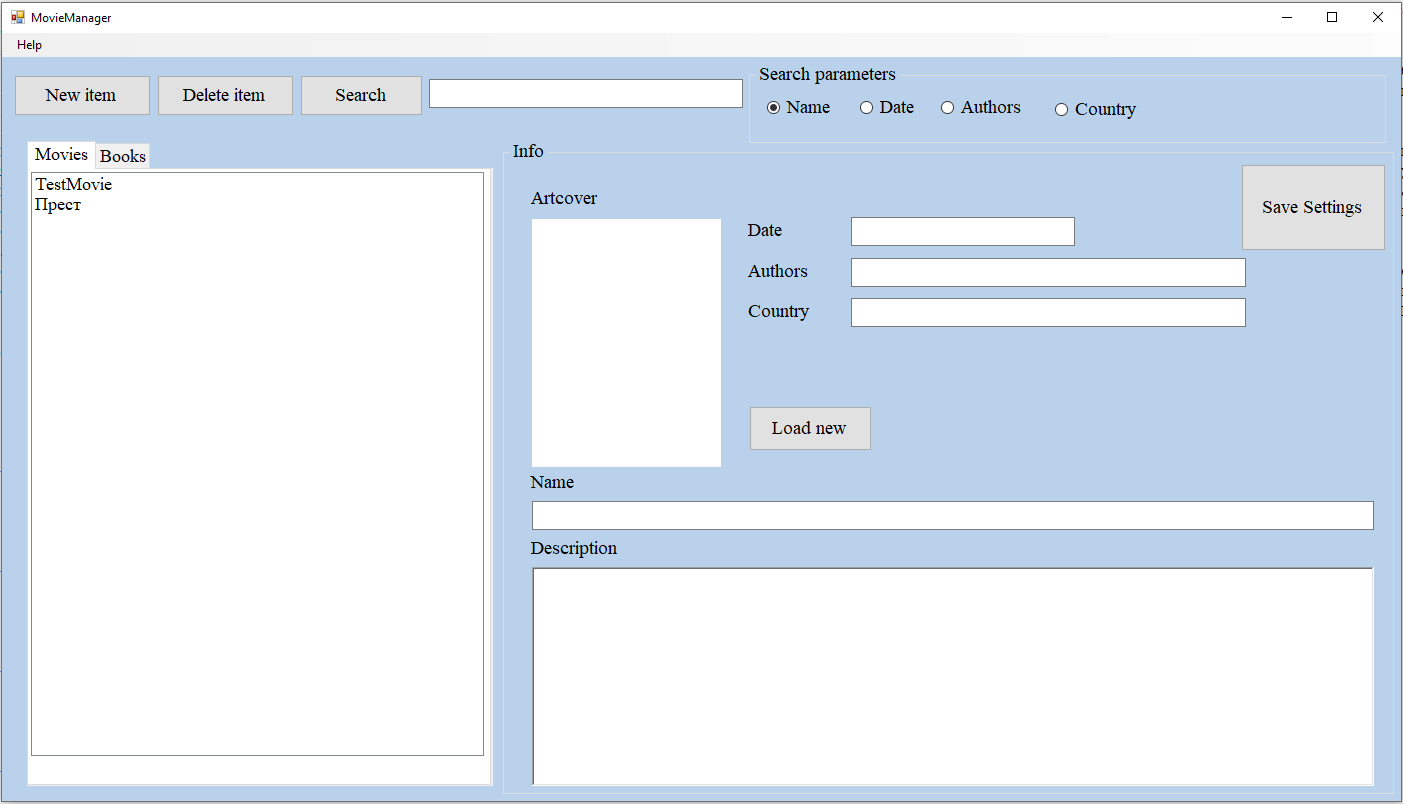 MovieManager
Help
New item
Delete item
Search
Search parameters
Name
Date
Authors
Country
Movies
Books
TestMovie
Прест
Info
Artcover
Save Settings
Date
Authors
Country
Load new
Name
Description